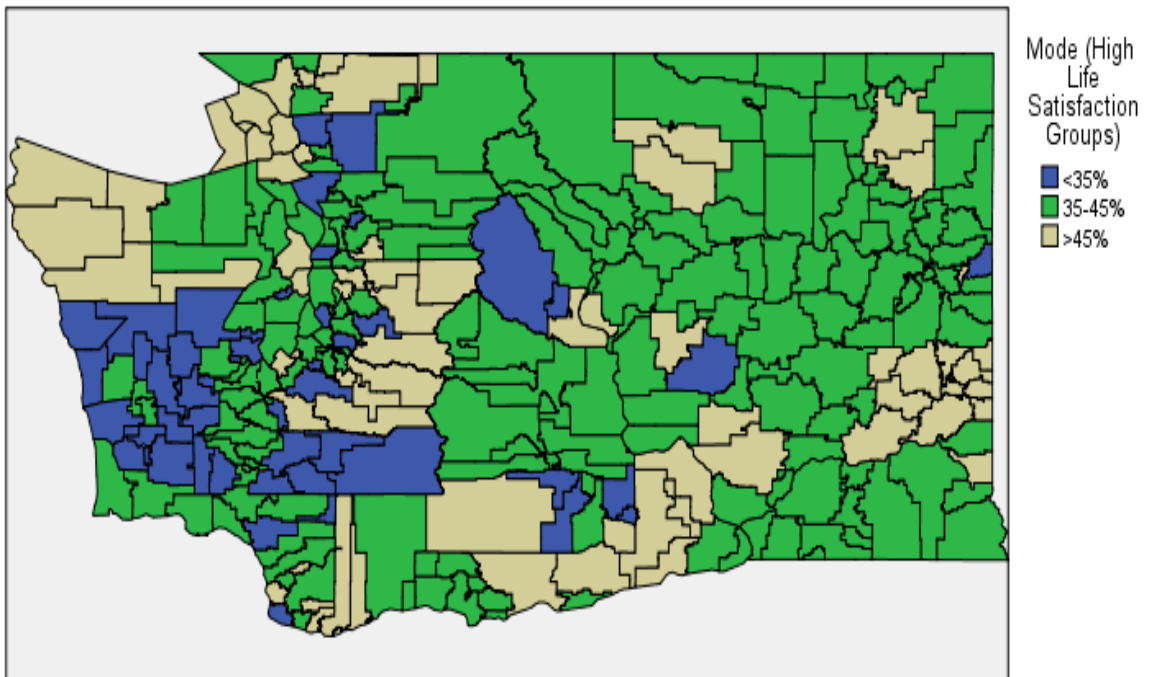 Mode (High
Life
Satisfaction
Groups)
<35%
35-45%
>45%